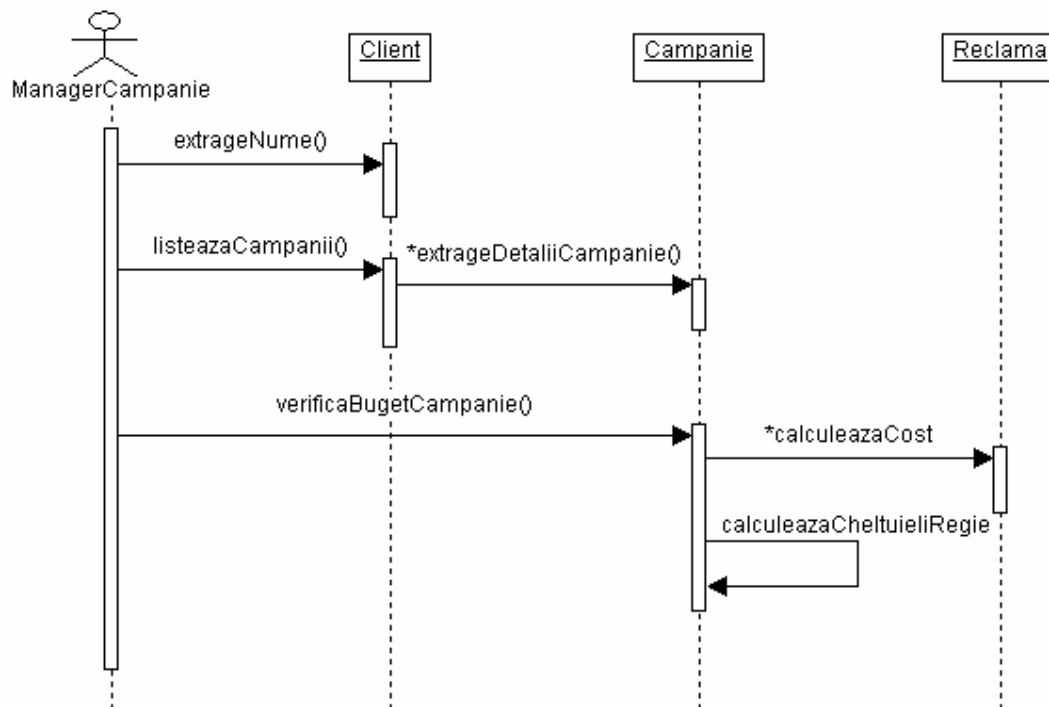 Client
Campanie
Reclama
ManagerCampanie
extrageNume()
listeazaCampanii()
*extrageDetaliiCampanie()
verificaBugetCampanie()
*calculeazaCost
calculeazaCheltuieliRegie